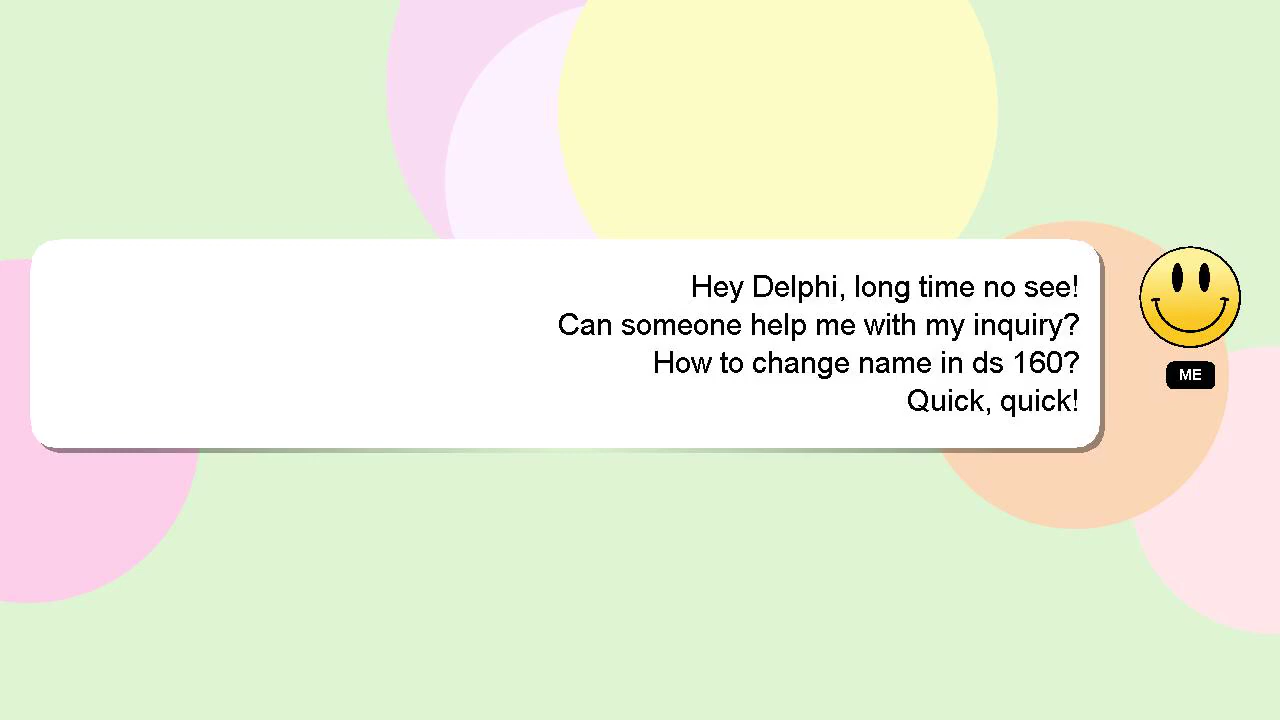 Hey Delphi, long time no see!
Can someone help me with my inquiry?
How to change name in ds 160?
Quick, quick!
ME